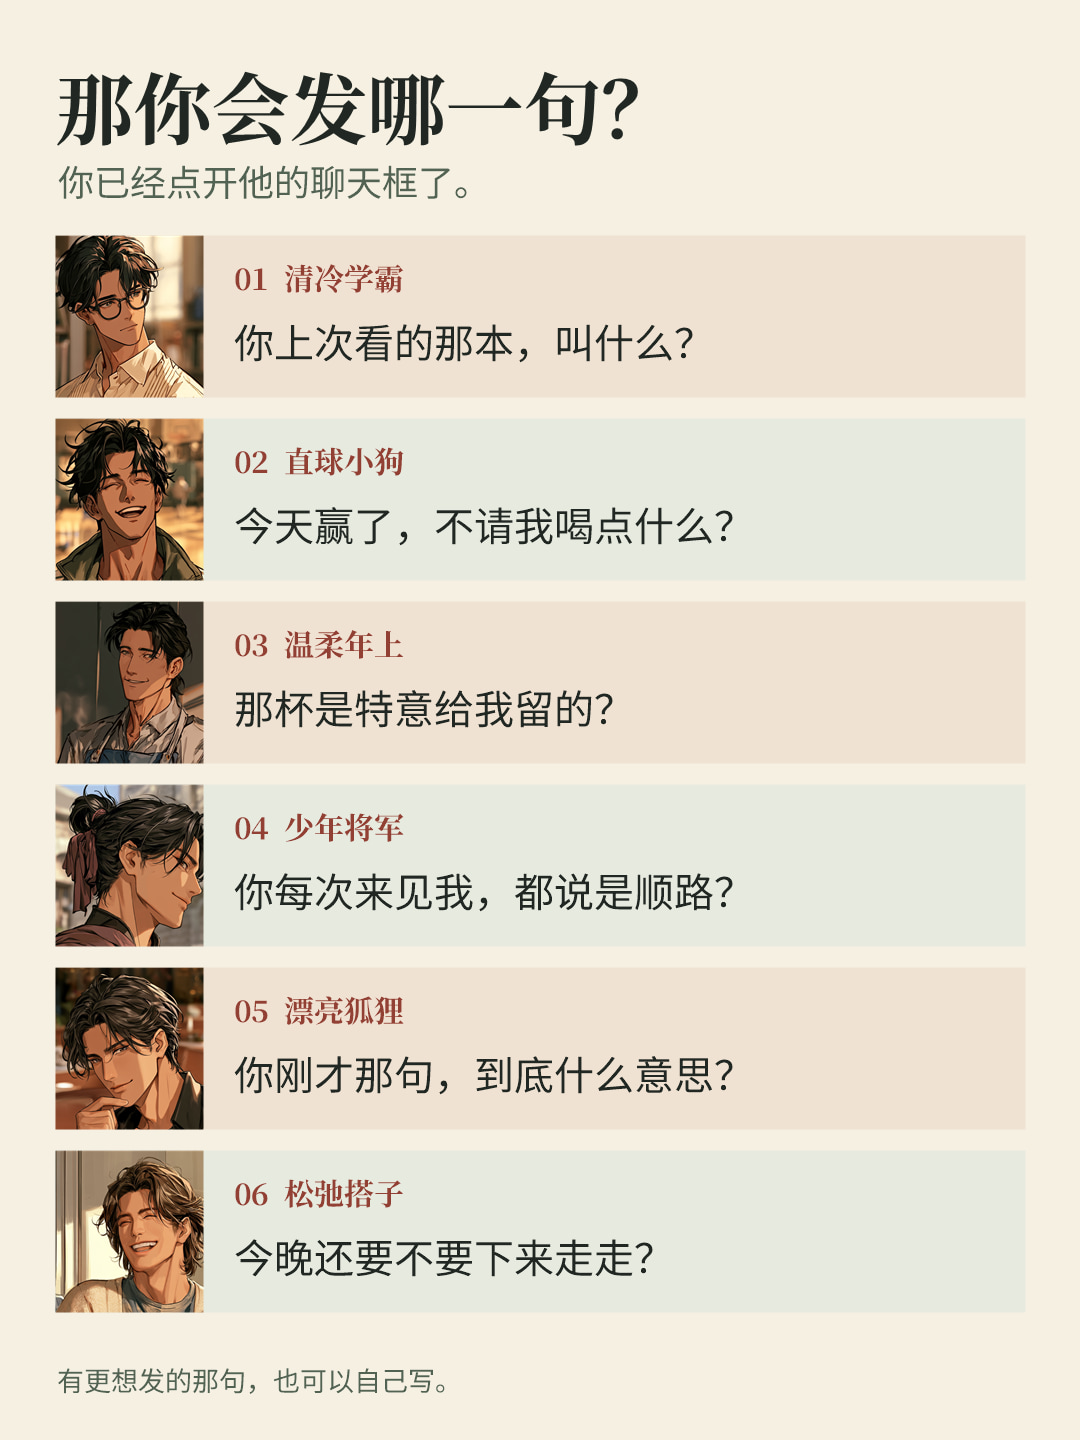 那你会发哪一句?
你已经点开他的聊天框了。
01 清冷学霸
你上次看的那本，叫什么?
02 直球小狗
今天赢了，不请我喝点什么?
03 温柔年上
那杯是特意给我留的?
04 少年将军
你每次来见我，都说是顺路?
05 漂亮狐狸
你刚才那句，到底什么意思?
06 松弛搭子
今晚还要不要下来走走?
有更想发的那句，也可以自己写。